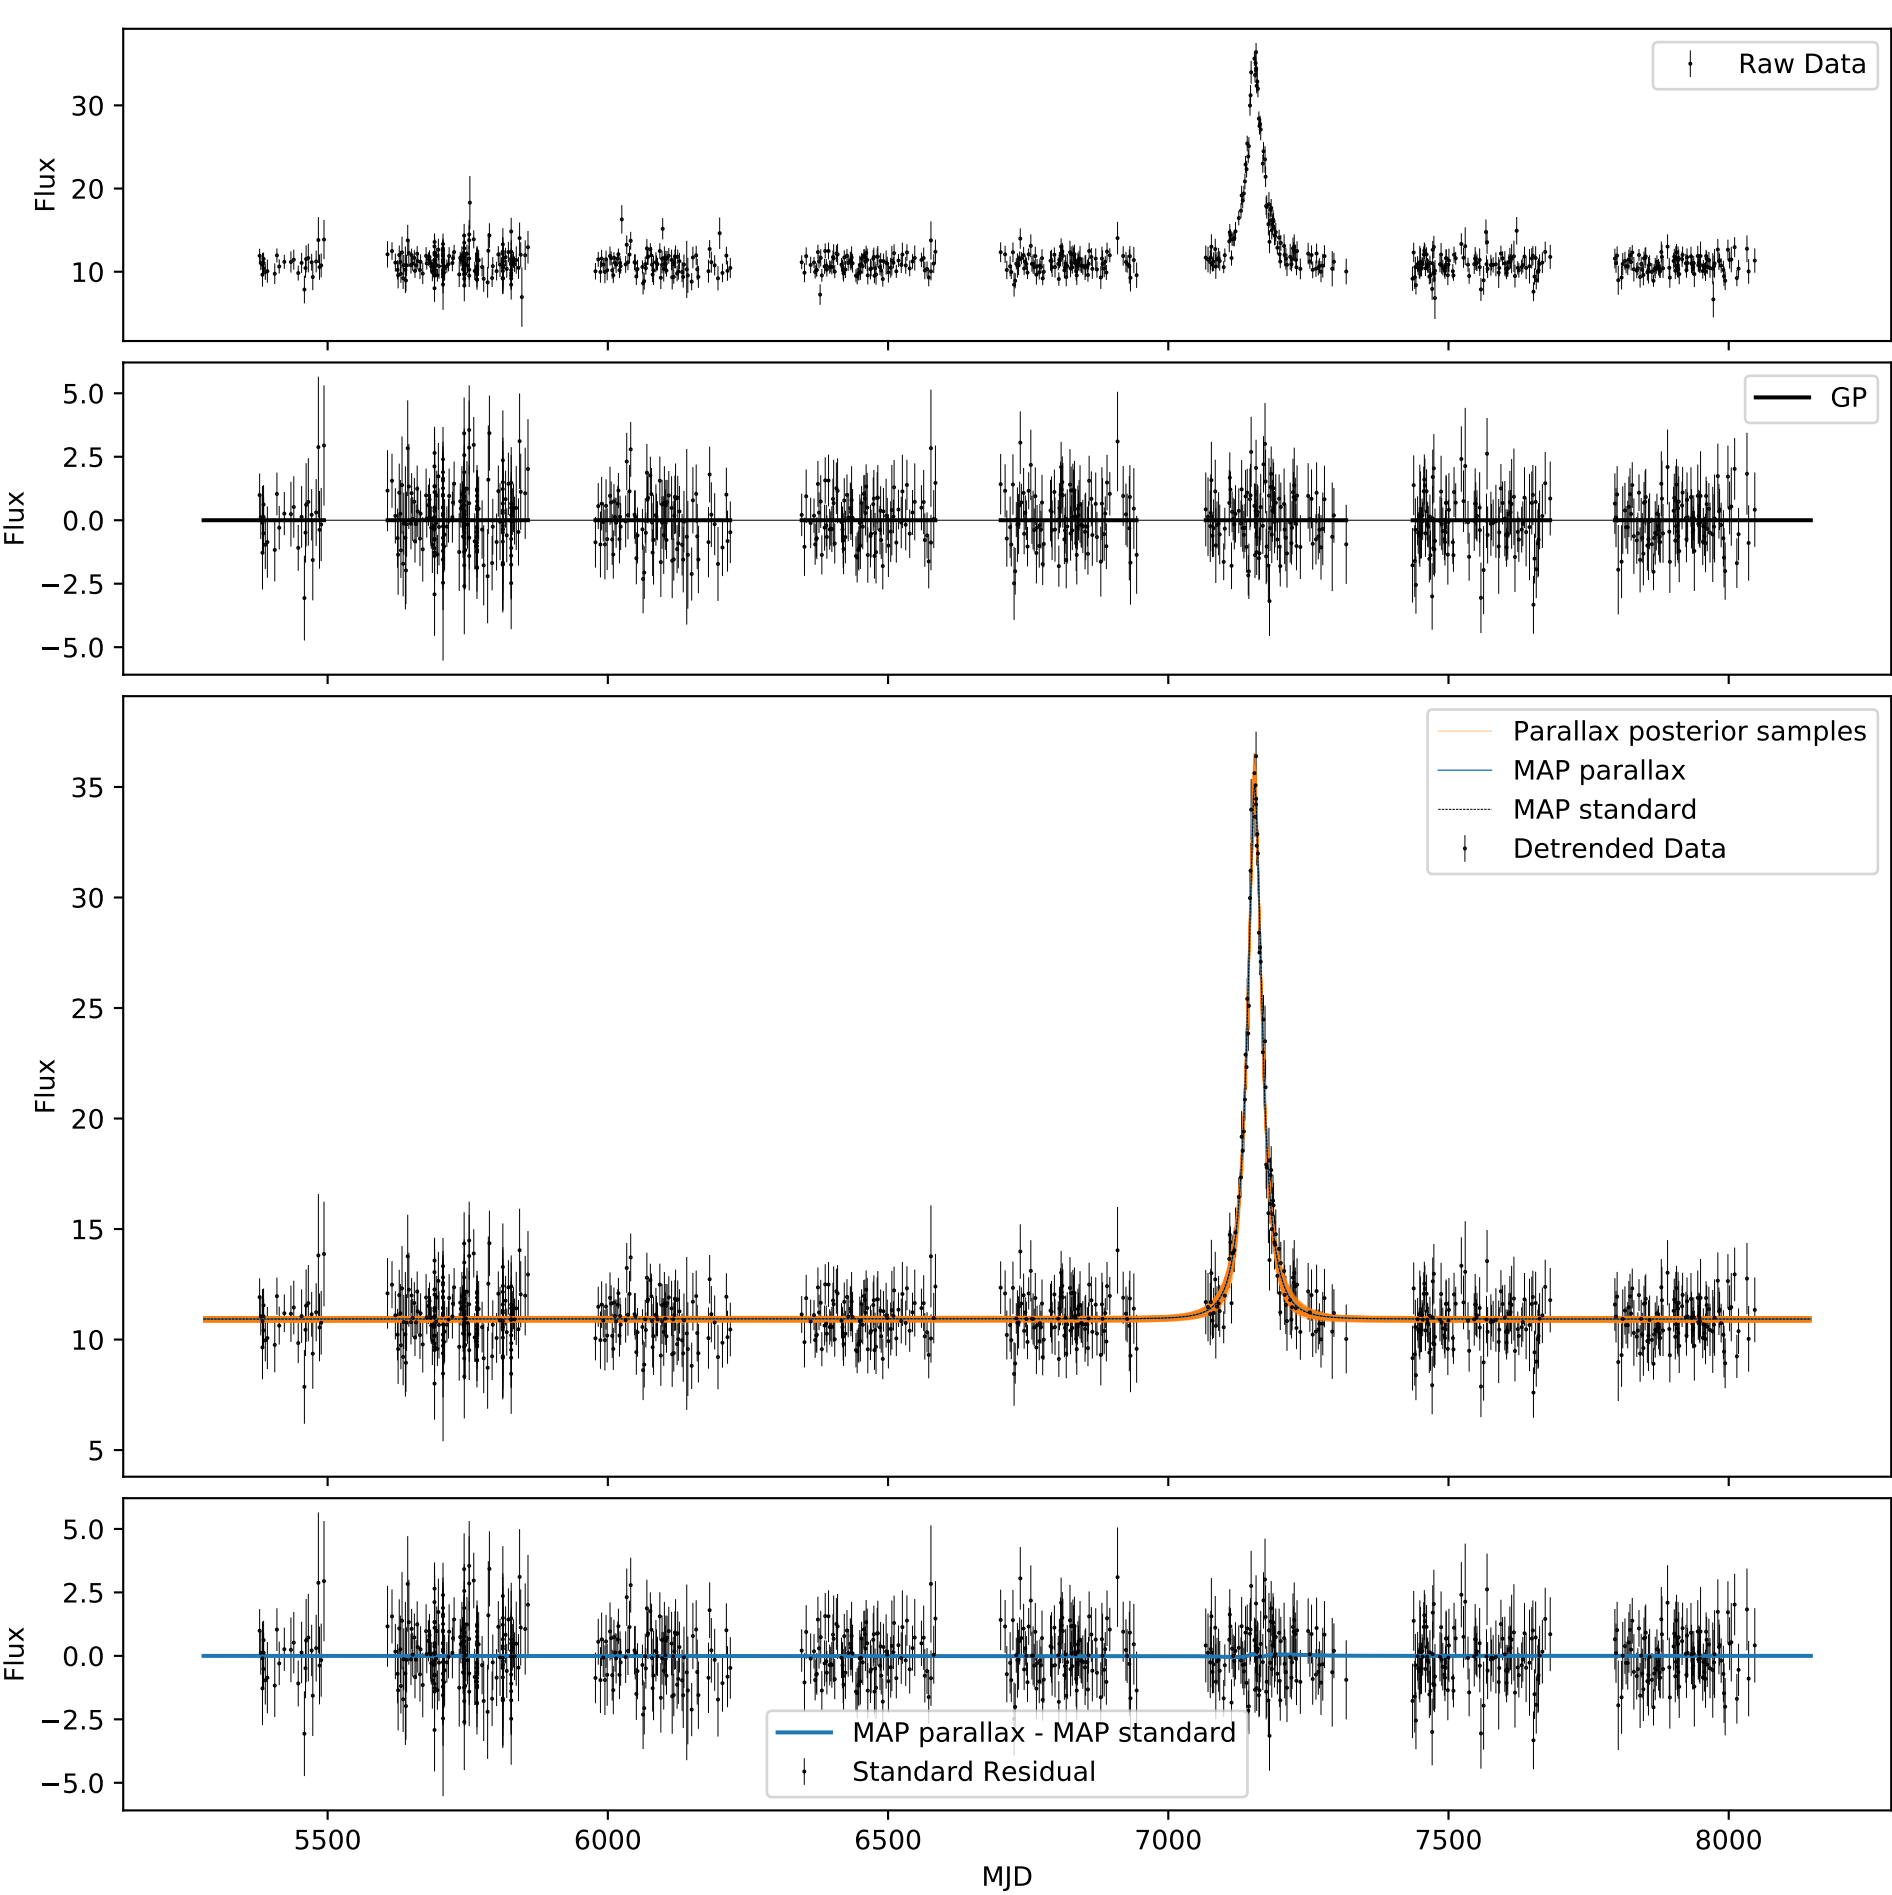 Flux
30
20
10
Raw Data
Flux
5.0
2.5
0.0
−2.5
−5.0
GP
Flux
35
30
25
20
15
10
5
Parallax posterior samples
MAP parallax
MAP standard
Detrended Data
Flux
5.0
2.5
0.0
−2.5
−5.0
MAP parallax - MAP standard
Standard Residual
5500 6000 6500 7000 7500 8000
MJD